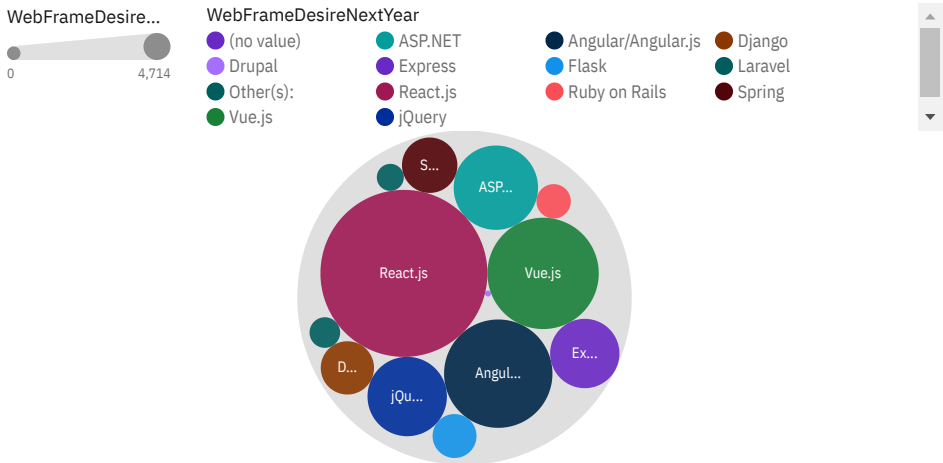 WebFrameDesire...
0 4,714
WebFrameDesireNextYear
(no value) ASP.NET Angular/Angular.js Django
Drupal Express Flask Laravel
Other(s): React.js Ruby on Rails Spring
Vue.js jQuery
S...
ASP...
React.js
Vue.js
Ex...
D...
Angul...
jQu...